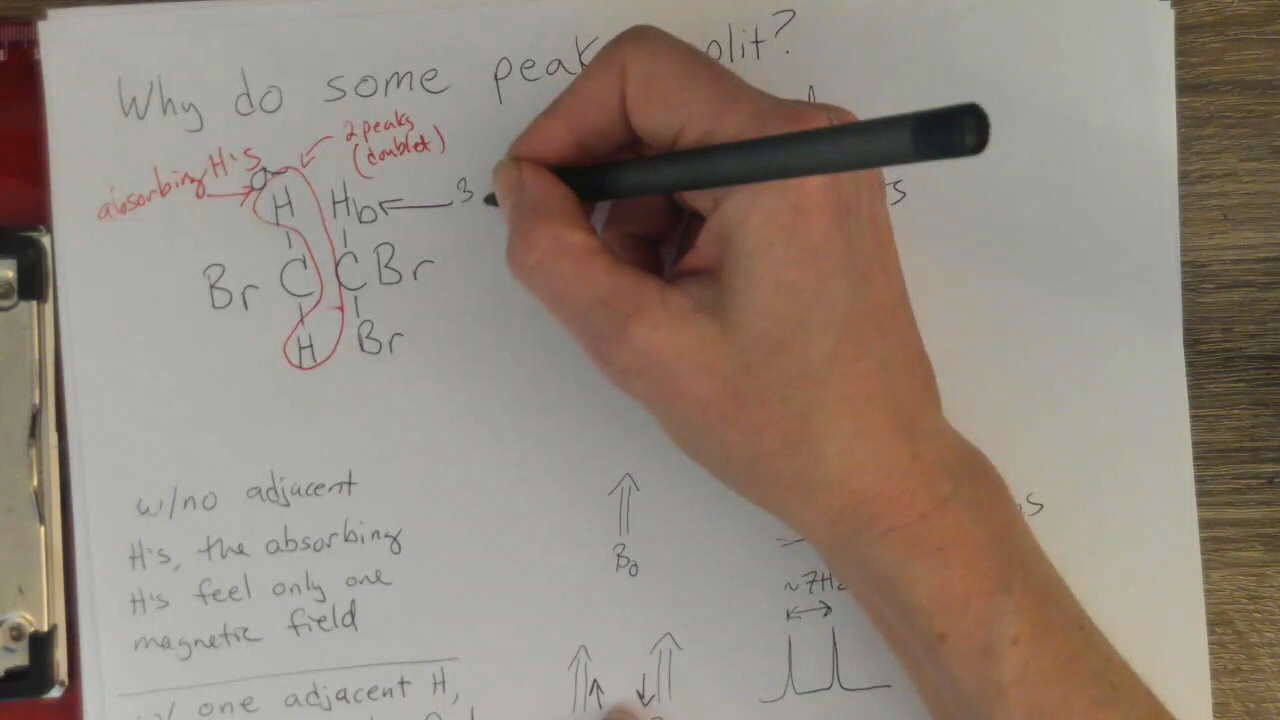 Why do some peak plit?
2 peaks
(doublet)
absorbing H's
a
H Hb 3
Br C C Br
H Br
w/no adjacent
H's, the absorbing
H's feel only one
magnetic field
B₀
~7Hz
w/ one adjacent H,